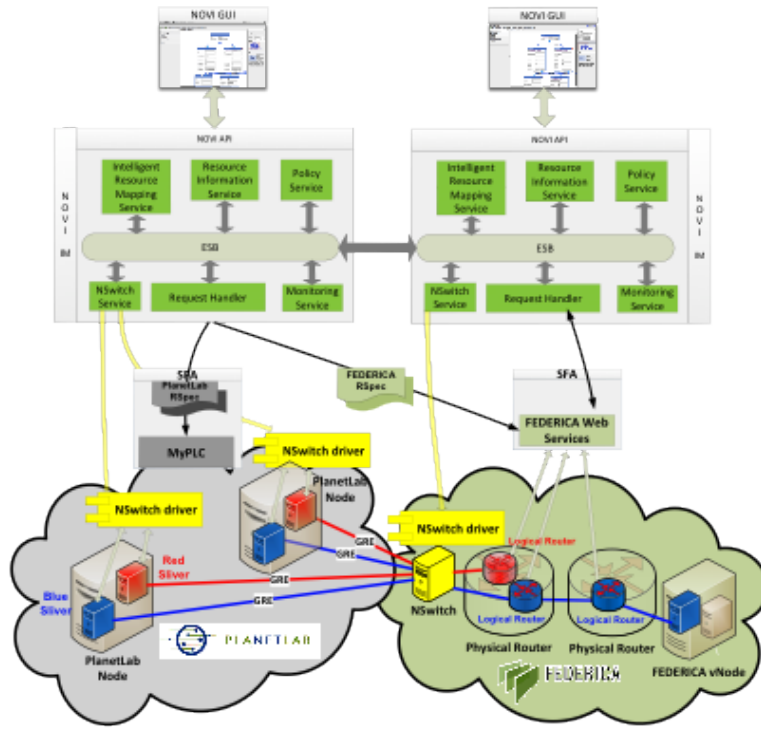 NOVI GUI
NOVI GUI
NOVI API
NOVI API
NOVI IM
Intelligent
Resource
Mapping
Service
Resource
Information
Service
Policy
Service
Intelligent
Resource
Mapping
Service
Resource
Information
Service
Policy
Service
NOVI IM
ESB
ESB
NSwitch
Service
Request Handler
Monitoring
Service
NSwitch
Service
Request Handler
Monitoring
Service
SFA
PlanetLab
RSpec
FEDERICA
RSpec
SFA
FEDERICA Web
Services
MyPLC
NSwitch driver
PlanetLab
Node
NSwitch driver
NSwitch driver
Red
Sliver
Blue
Sliver
GRE
GRE
GRE
GRE
Logical Router
NSwitch
Logical Router
Logical Router
PlanetLab
Node
PLANETLAB
Physical Router
Physical Router
FEDERICA vNode
FEDERICA